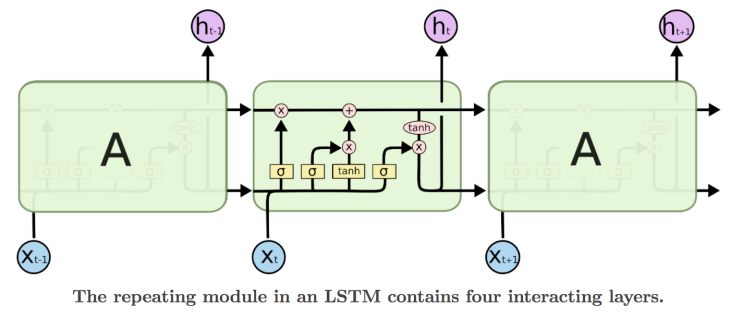 ht-1 ht ht+1
A x + tanh x σ σ tanh σ A
xt-1 xt xt+1
The repeating module in an LSTM contains four interacting layers.